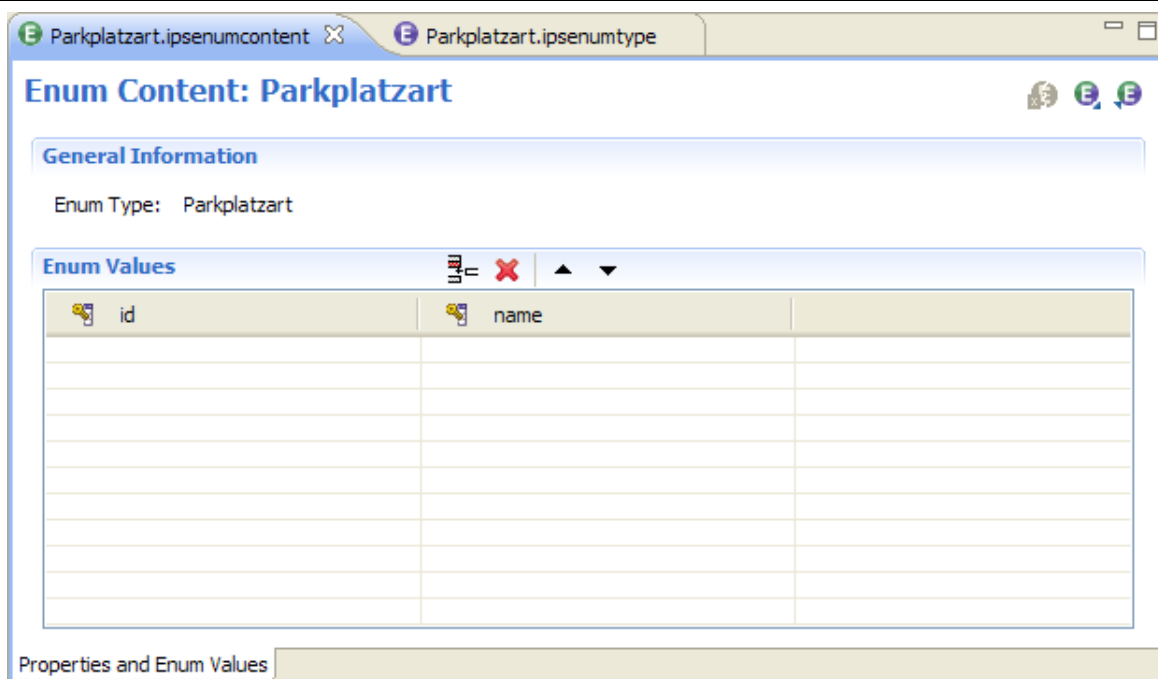 Parkplatzart.ipsenumcontent Parkplatzart.ipsenumtype
Enum Content: Parkplatzart
General Information
Enum Type: Parkplatzart
Enum Values
id name
Properties and Enum Values